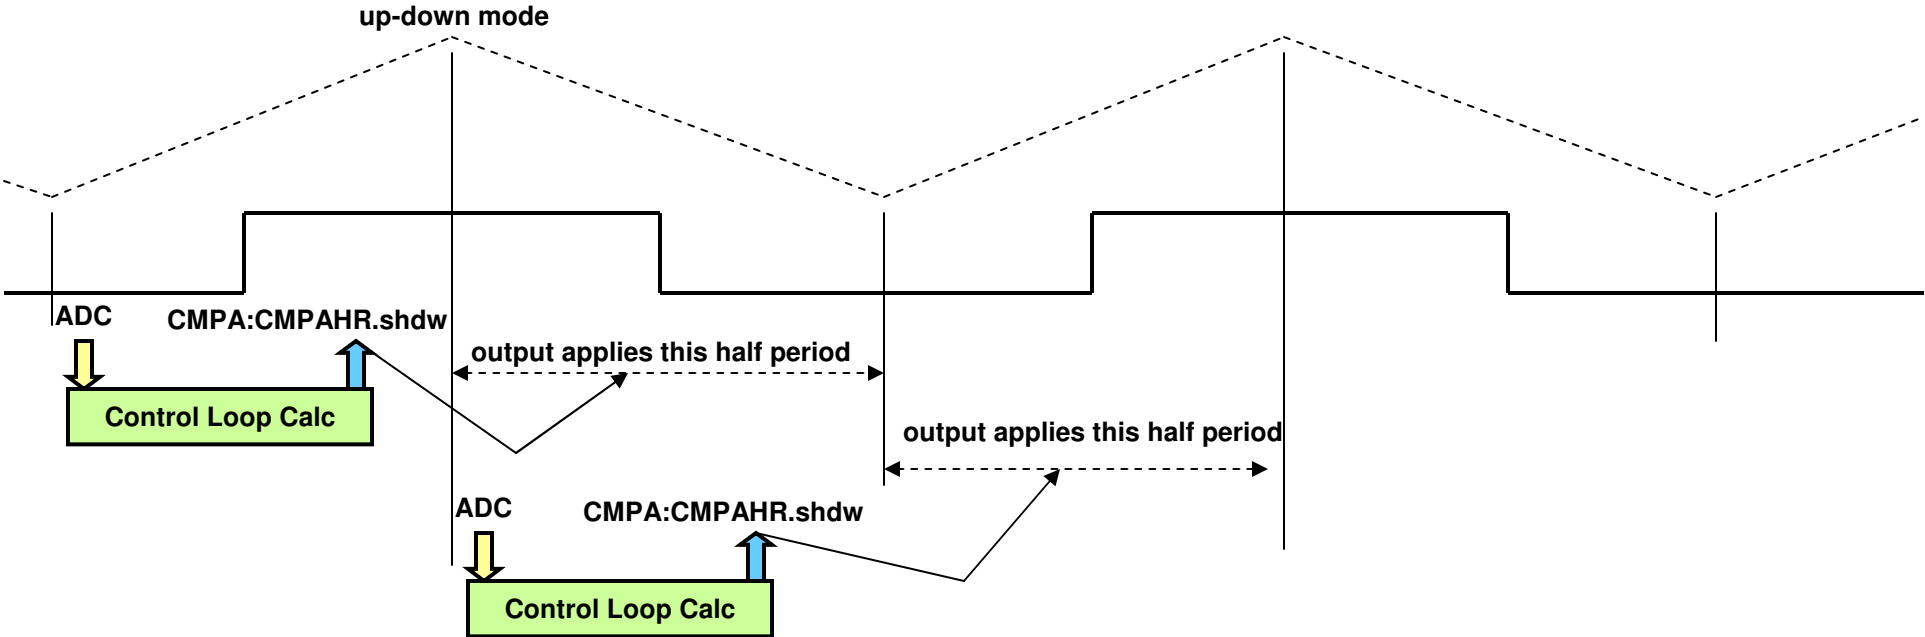 up-down mode
ADC
CMPA:CMPAHR.shdw
output applies this half period
Control Loop Calc
output applies this half period
ADC
CMPA:CMPAHR.shdw
Control Loop Calc